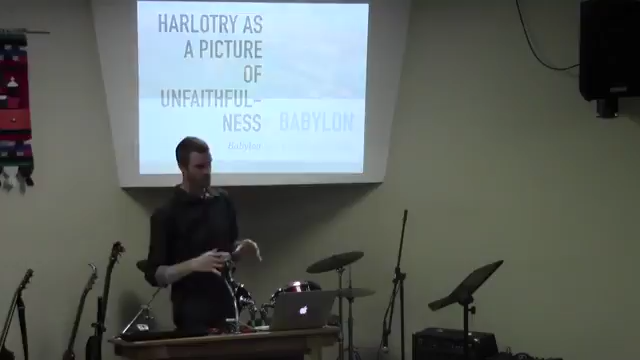 HARLOTRY AS
A PICTURE
OF
UNFAITHFUL-
NESS
BABYLON
Babylon